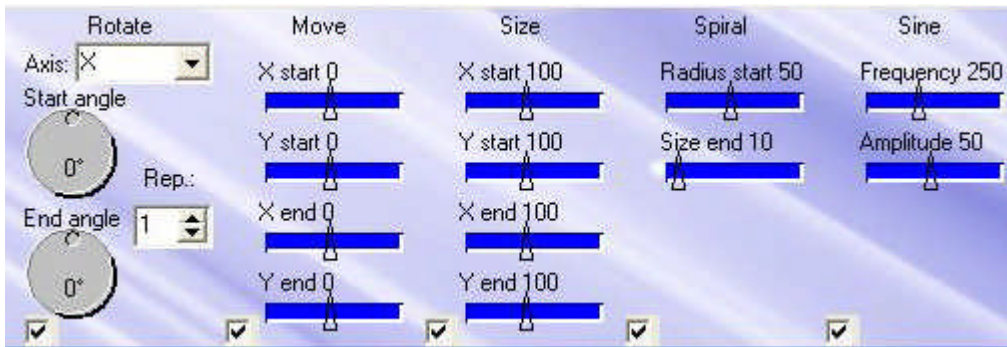 Rotate Move Size Spiral Sine
Axis: X
Start angle
0°
Rep.:
End angle
1
0°
X start 0
Y start 0
X end 0
Y end 0
X start 100
Y start 100
X end 100
Y end 100
Radius start 50
Size end 10
Frequency 250
Amplitude 50